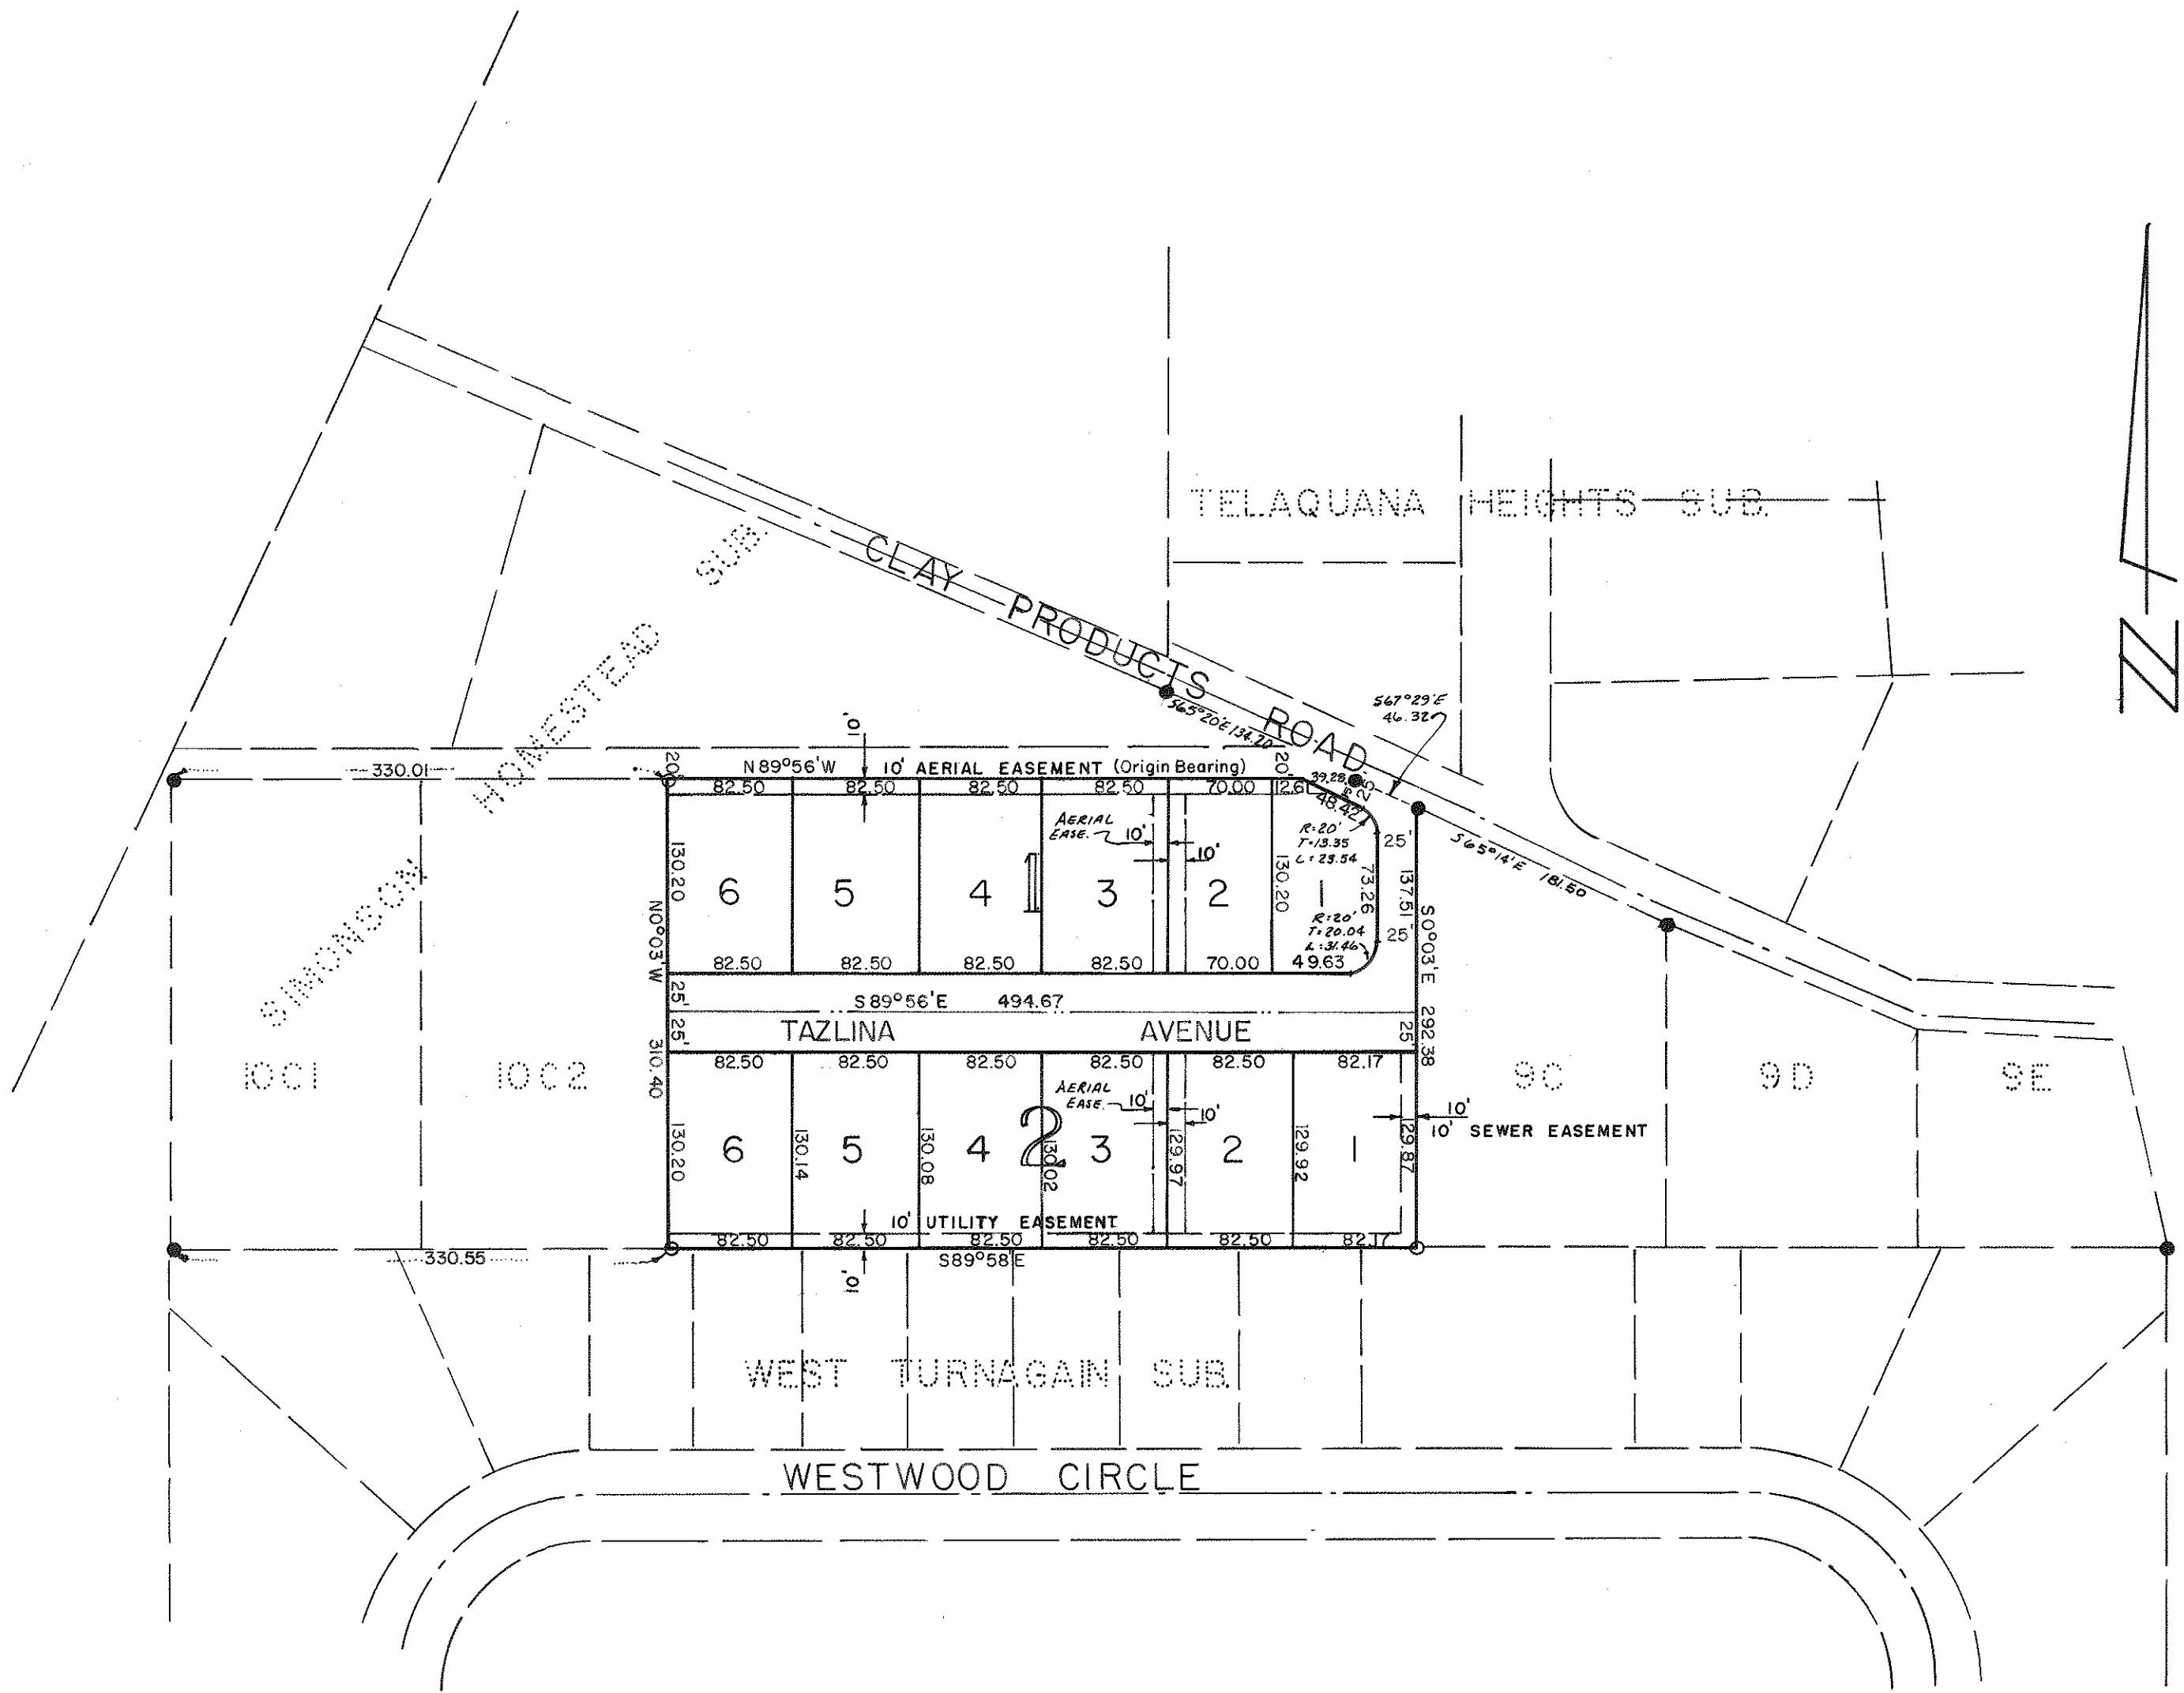 TELAQUANA HEIGHTS SUB.
SIMONSON HOMESTEAD SUB.
CLAY PRODUCTS ROAD
S65°20'E 134.20
S67°29'E
46.32
S65°14'E 181.50
N
10'
330.01
20'
N89°56'W 10' AERIAL EASEMENT (Origin Bearing)
20'
39.28
25'
82.50 82.50 82.50 82.50 70.00
48.42
AERIAL
EASE. 10'
10'
R=20'
T=13.35
L=23.54
25'
130.20
130.20
73.26
137.51'
6 5 4 1 3 2 1
R=20'
T=20.04
L=31.46
25'
N0°03'W
310.40
S0°03'E 292.38
82.50 82.50 82.50 82.50 70.00 49.63
25'
S89°56'E 494.67
25'
TAZLINA AVENUE
25'
82.50 82.50 82.50 82.50 82.50 82.17
10C1 10C2
9C 9D 9E
AERIAL
EASE. 10'
10'
10'
10' SEWER EASEMENT
130.20 130.14 130.08 130.02 129.97 129.92 129.87
6 5 4 2 3 2 1
10' UTILITY EASEMENT
82.50 82.50 82.50 82.50 82.50 82.17
330.55
S89°58'E
10'
WEST TURNAGAIN SUB.
WESTWOOD CIRCLE